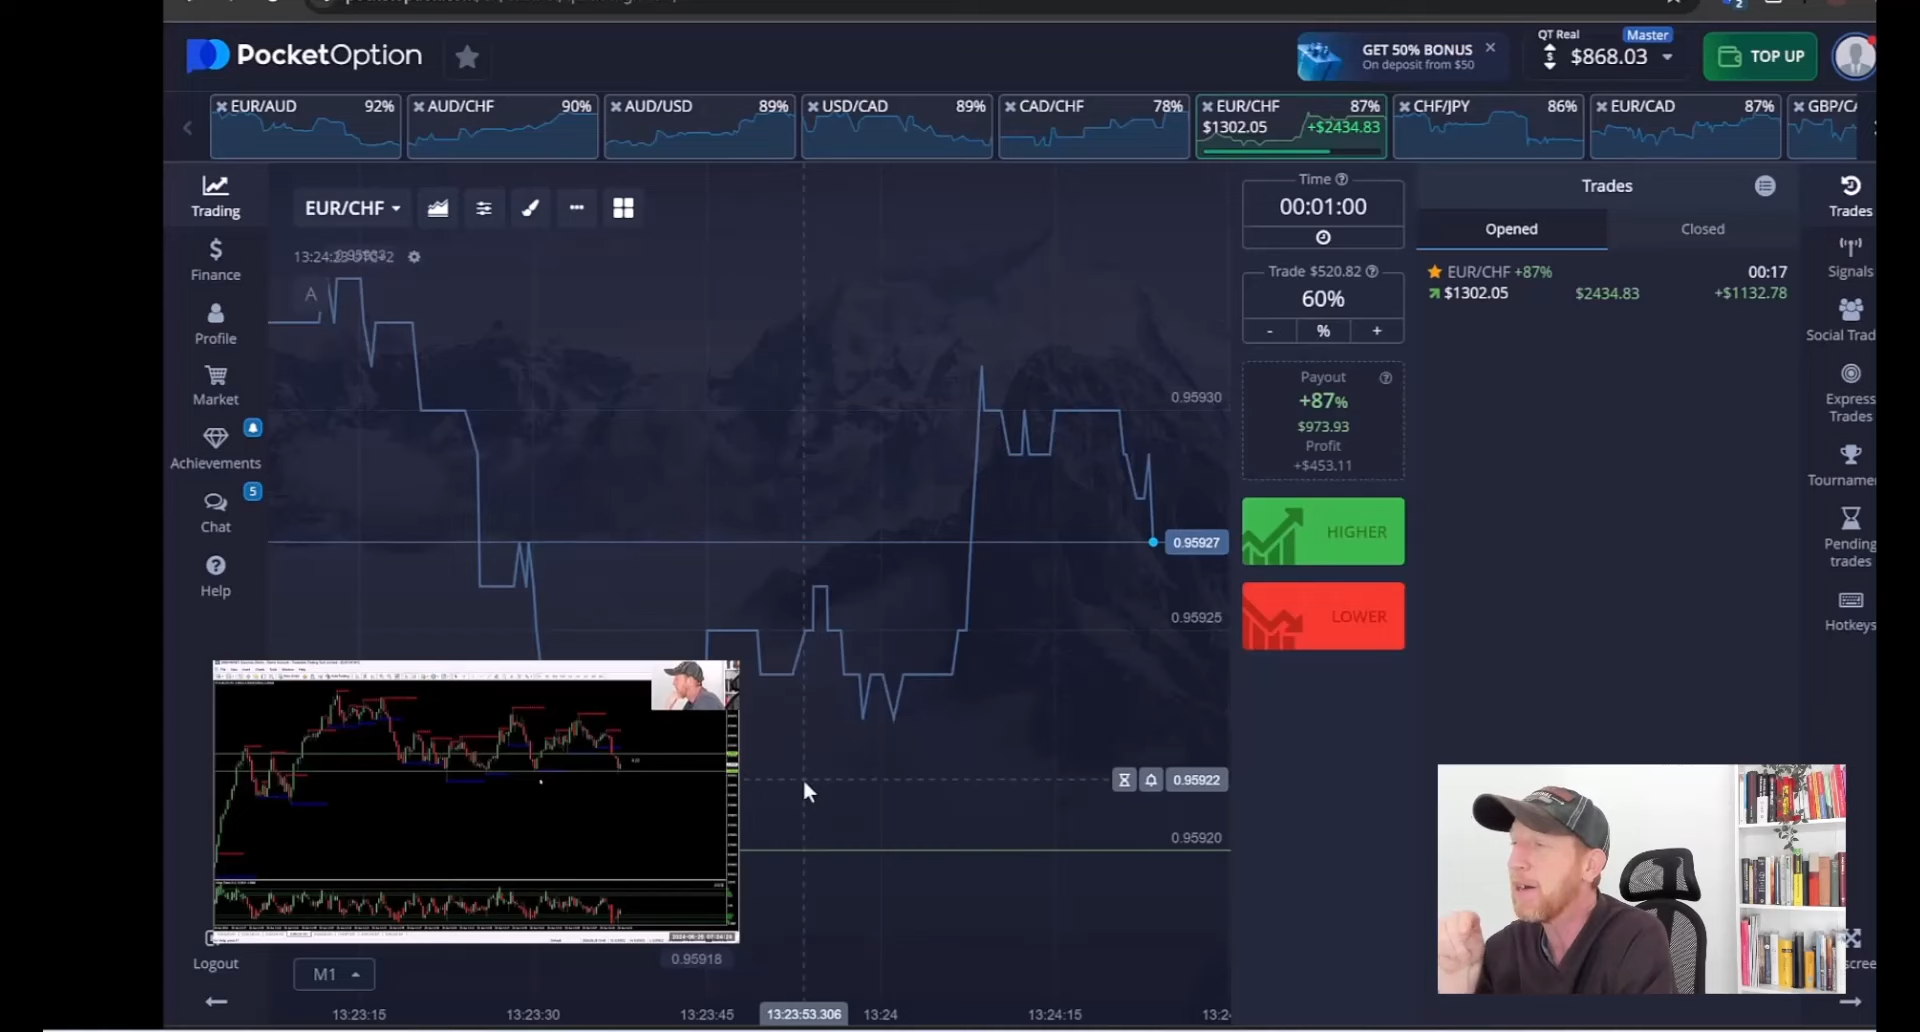 PocketOption
GET 50% BONUS
On deposit from $50
QT Real
Master
$868.03
TOP UP
EUR/AUD 92%
AUD/CHF 90%
AUD/USD 89%
USD/CAD 89%
CAD/CHF 78%
EUR/CHF 87%
$1302.05 +$2434.83
CHF/JPY 86%
EUR/CAD 87%
GBP/CA
Trading
Finance
Profile
Market
Achievements
Chat
5
Help
Logout
EUR/CHF
A
0.95930
0.95927
0.95925
0.95922
0.95920
0.95918
M1
13:23:15
13:23:30
13:23:45
13:23:53.306
13:24
13:24:15
13:24
Time
00:01:00
Trade $520.82
60%
- % +
Payout
+87%
$973.93
Profit
+$453.11
HIGHER
LOWER
Trades
Opened
Closed
EUR/CHF +87% 00:17
$1302.05 $2434.83 +$1132.78
Trades
Signals
Social Trad
Express
Trades
Tourname
Pending
trades
Hotkeys
scree